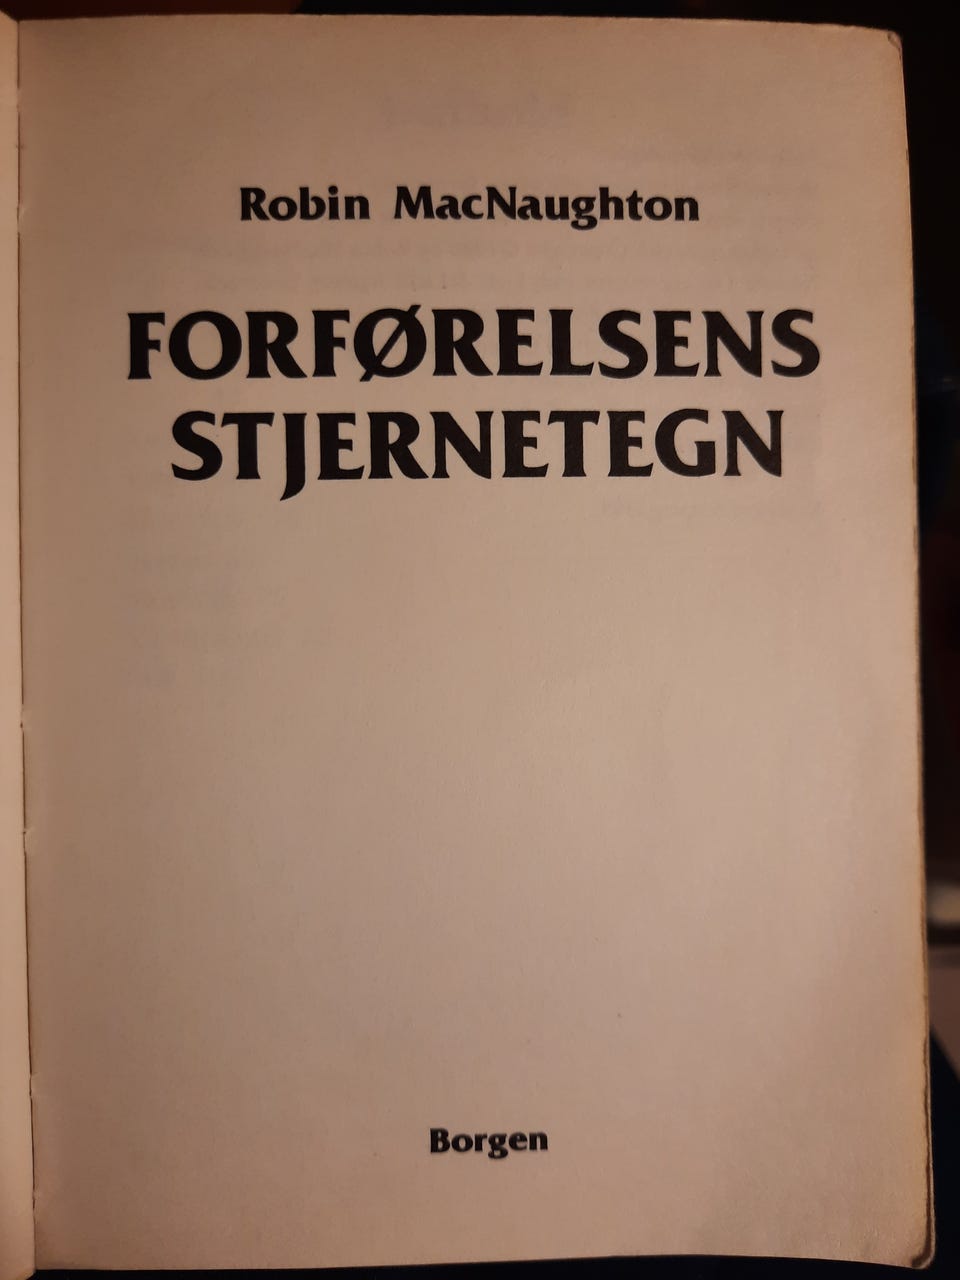 Robin MacNaughton
FORFØRELSENS
STJERNETEGN
Borgen